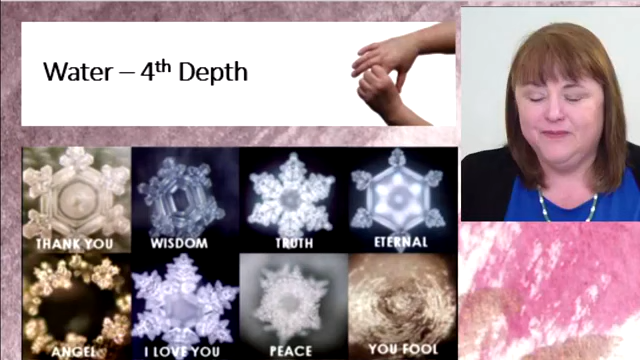 Water – 4th Depth
THANK YOU
WISDOM
TRUTH
ETERNAL
ANGEL
I LOVE YOU
PEACE
YOU FOOL